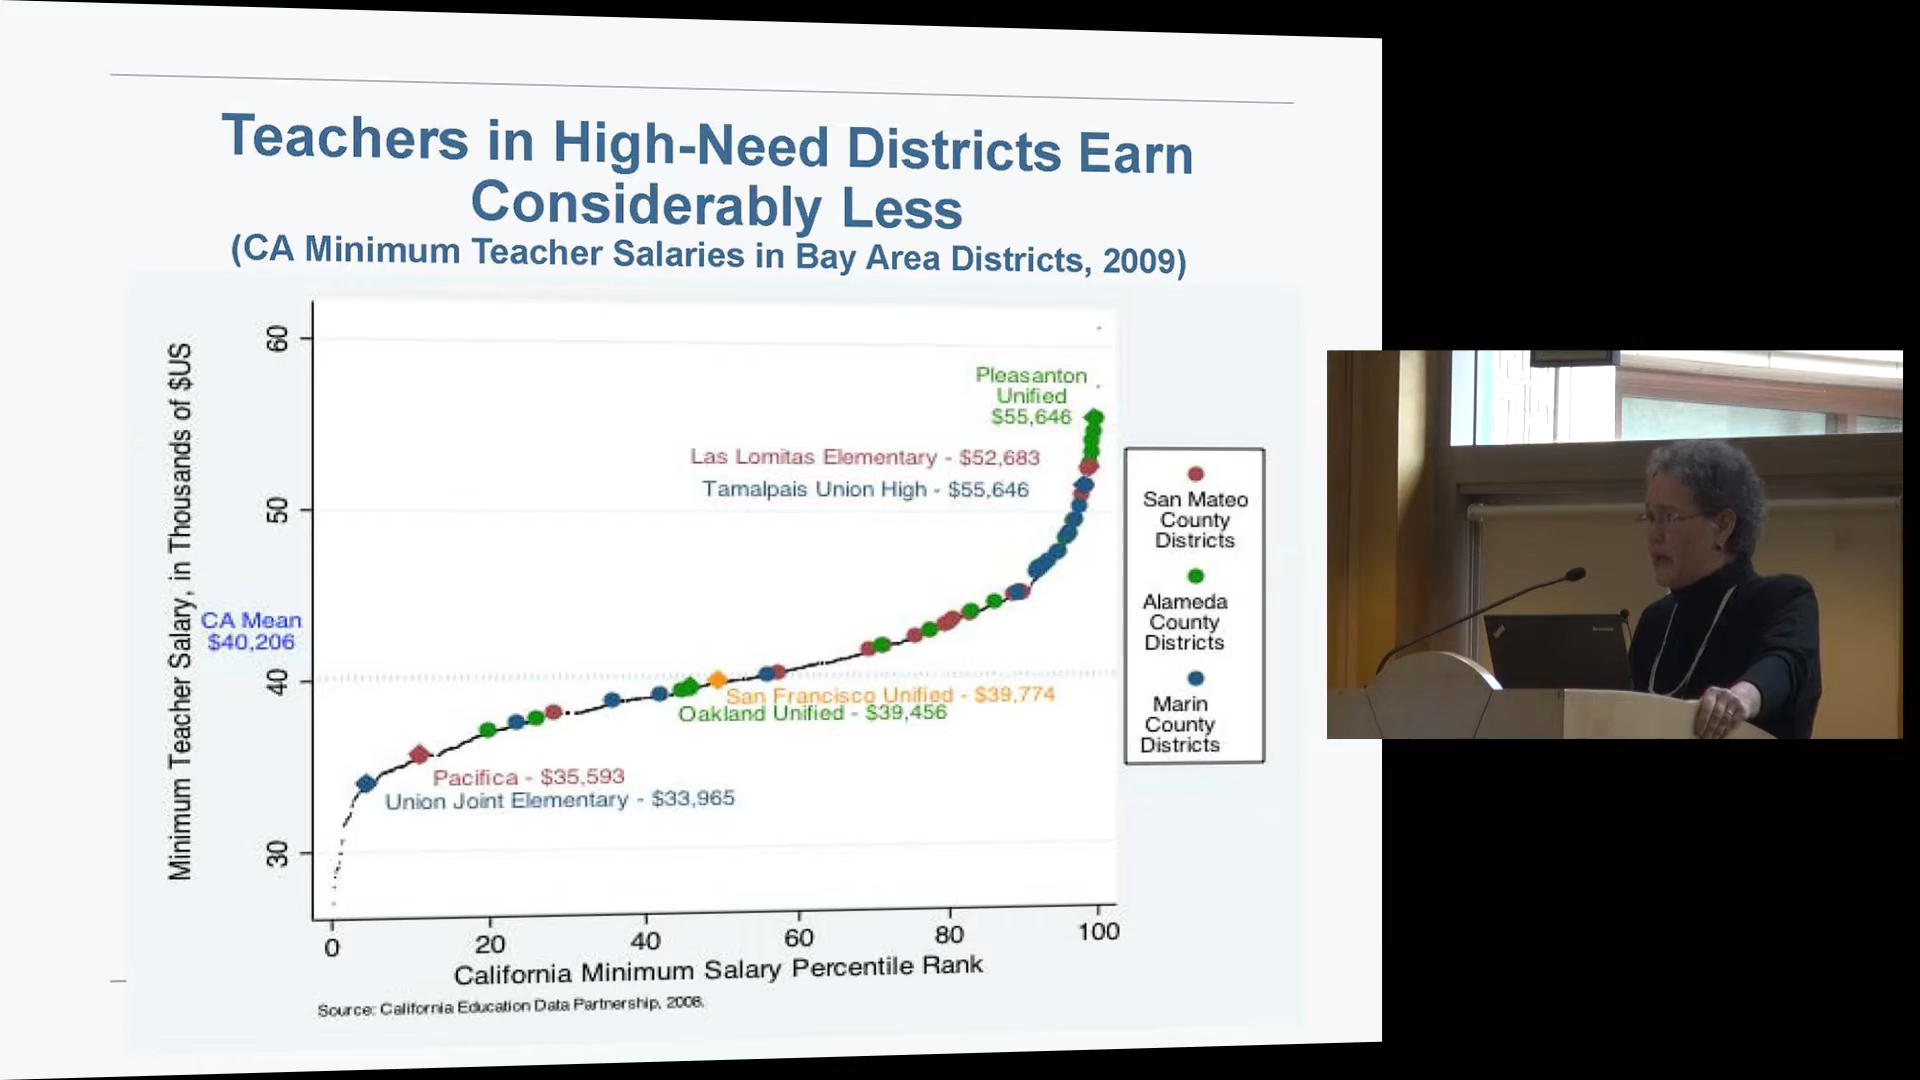 Teachers in High-Need Districts Earn
Considerably Less
(CA Minimum Teacher Salaries in Bay Area Districts, 2009)
Minimum Teacher Salary, in Thousands of $US
60
50
40
30
CA Mean
$40,206
Pleasanton
Unified
$55,646
Las Lomitas Elementary - $52,683
Tamalpais Union High - $55,646
San Francisco Unified - $39,774
Oakland Unified - $39,456
Pacifica - $35,593
Union Joint Elementary - $33,965
0 20 40 60 80 100
California Minimum Salary Percentile Rank
Source: California Education Data Partnership, 2008.
San Mateo
County
Districts
Alameda
County
Districts
Marin
County
Districts